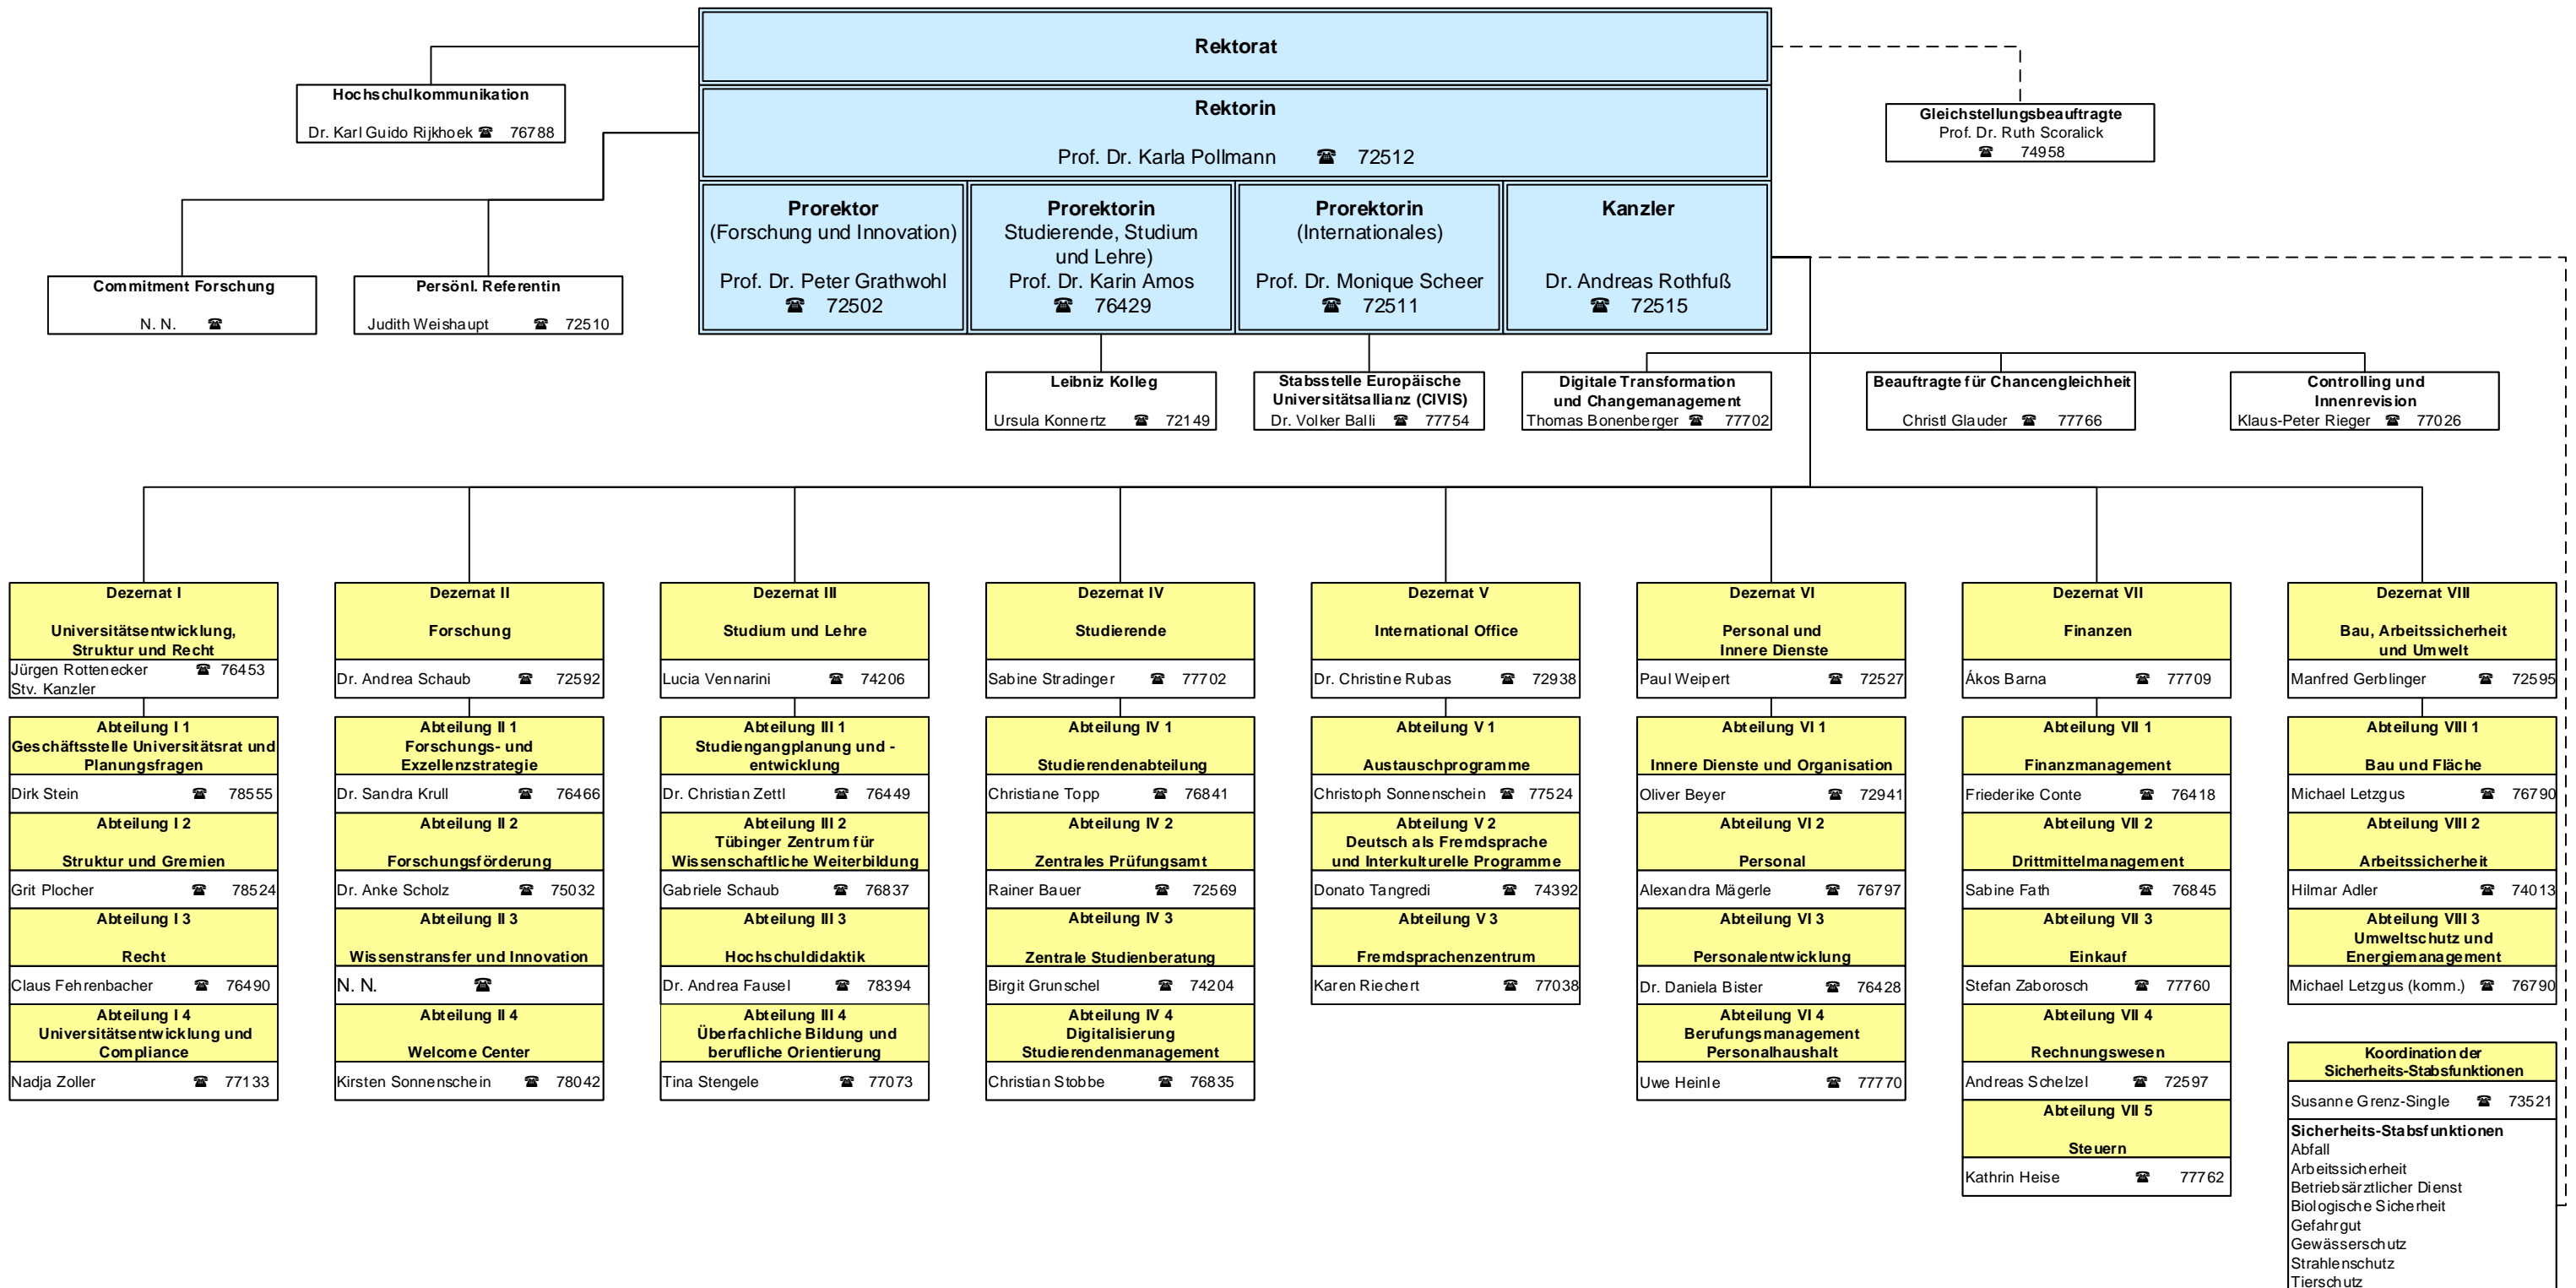 Rektorat
Hochschulkommunikation
Dr. Karl Guido Rijkhoek ☎ 76788
Rektorin
Prof. Dr. Karla Pollmann ☎ 72512
Gleichstellungsbeauftragte
Prof. Dr. Ruth Scoralick
☎ 74958
Prorektor
(Forschung und Innovation)
Prof. Dr. Peter Grathwohl
☎ 72502
Prorektorin
Studierende, Studium
und Lehre)
Prof. Dr. Karin Amos
☎ 76429
Prorektorin
(Internationales)
Prof. Dr. Monique Scheer
☎ 72511
Kanzler
Dr. Andreas Rothfuß
☎ 72515
Commitment Forschung
N. N. ☎
Persönl. Referentin
Judith Weishaupt ☎ 72510
Leibniz Kolleg
Ursula Konnertz ☎ 72149
Stabsstelle Europäische
Universitätsallianz (CIVIS)
Dr. Volker Balli ☎ 77754
Digitale Transformation
und Changemanagement
Thomas Bonenberger ☎ 77702
Beauftragte für Chancengleichheit
Christl Glauder ☎ 77766
Controlling und
Innenrevision
Klaus-Peter Rieger ☎ 77026
Dezernat I
Universitätsentwicklung,
Struktur und Recht
Jürgen Rottenecker ☎ 76453
Stv. Kanzler
Abteilung I 1
Geschäftsstelle Universitätsrat und
Planungsfragen
Dirk Stein ☎ 78555
Abteilung I 2
Struktur und Gremien
Grit Plocher ☎ 78524
Abteilung I 3
Recht
Claus Fehrenbacher ☎ 76490
Abteilung I 4
Universitätsentwicklung und
Compliance
Nadja Zoller ☎ 77133
Dezernat II
Forschung
Dr. Andrea Schaub ☎ 72592
Abteilung II 1
Forschungs- und
Exzellenzstrategie
Dr. Sandra Krull ☎ 76466
Abteilung II 2
Forschungsförderung
Dr. Anke Scholz ☎ 75032
Abteilung II 3
Wissenstransfer und Innovation
N. N. ☎
Abteilung II 4
Welcome Center
Kirsten Sonnenschein ☎ 78042
Dezernat III
Studium und Lehre
Lucia Vennarini ☎ 74206
Abteilung III 1
Studiengangplanung und -
entwicklung
Dr. Christian Zettl ☎ 76449
Abteilung III 2
Tübinger Zentrum für
Wissenschaftliche Weiterbildung
Gabriele Schaub ☎ 76837
Abteilung III 3
Hochschuldidaktik
Dr. Andrea Fausel ☎ 78394
Abteilung III 4
Überfachliche Bildung und
berufliche Orientierung
Tina Stengele ☎ 77073
Dezernat IV
Studierende
Sabine Stradinger ☎ 77702
Abteilung IV 1
Studierendenabteilung
Christiane Topp ☎ 76841
Abteilung IV 2
Zentrales Prüfungsamt
Rainer Bauer ☎ 72569
Abteilung IV 3
Zentrale Studienberatung
Birgit Grunschel ☎ 74204
Abteilung IV 4
Digitalisierung
Studierendenmanagement
Christian Stobbe ☎ 76835
Dezernat V
International Office
Dr. Christine Rubas ☎ 72938
Abteilung V 1
Austauschprogramme
Christoph Sonnenschein ☎ 77524
Abteilung V 2
Deutsch als Fremdsprache
und Interkulturelle Programme
Donato Tangredi ☎ 74392
Abteilung V 3
Fremdsprachenzentrum
Karen Riechert ☎ 77038
Dezernat VI
Personal und
Innere Dienste
Paul Weipert ☎ 72527
Abteilung VI 1
Innere Dienste und Organisation
Oliver Beyer ☎ 72941
Abteilung VI 2
Personal
Alexandra Mägerle ☎ 76797
Abteilung VI 3
Personalentwicklung
Dr. Daniela Bister ☎ 76428
Abteilung VI 4
Berufungsmanagement
Personalhaushalt
Uwe Heinle ☎ 77770
Dezernat VII
Finanzen
Ákos Barna ☎ 77709
Abteilung VII 1
Finanzmanagement
Friederike Conte ☎ 76418
Abteilung VII 2
Drittmittelmanagement
Sabine Fath ☎ 76845
Abteilung VII 3
Einkauf
Stefan Zaborosch ☎ 77760
Abteilung VII 4
Rechnungswesen
Andreas Schelzel ☎ 72597
Abteilung VII 5
Steuern
Kathrin Heise ☎ 77762
Dezernat VIII
Bau, Arbeitssicherheit
und Umwelt
Manfred Gerblinger ☎ 72595
Abteilung VIII 1
Bau und Fläche
Michael Letzgus ☎ 76790
Abteilung VIII 2
Arbeitssicherheit
Hilmar Adler ☎ 74013
Abteilung VIII 3
Umweltschutz und
Energiemanagement
Michael Letzgus (komm.) ☎ 76790
Koordination der
Sicherheits-Stabsfunktionen
Susanne Grenz-Single ☎ 73521
Sicherheits-Stabsfunktionen
Abfall
Arbeitssicherheit
Betriebsärztlicher Dienst
Biologische Sicherheit
Gefahrgut
Gewässerschutz
Strahlenschutz
Tierschutz